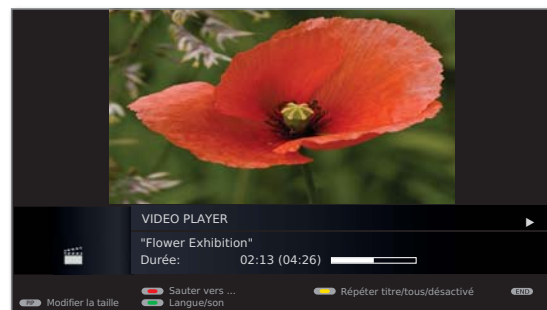 VIDEO PLAYER
"Flower Exhibition"
Durée: 02:13 (04:26)
Sauter vers ... Répéter titre/tous/désactivé END
PIP Modifier la taille Langue/son